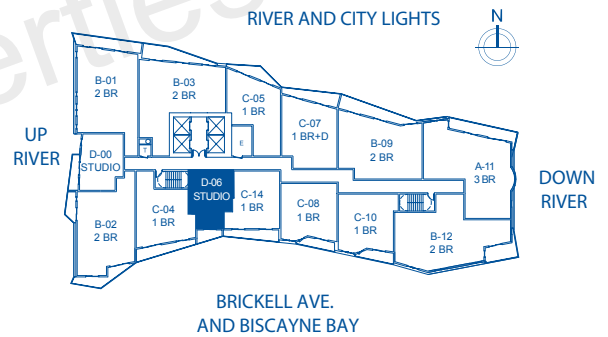 erties
RIVER AND CITY LIGHTS
N
B-01
2 BR
B-03
2 BR
C-05
1 BR
C-07
1 BR+D
B-09
2 BR
A-11
3 BR
UP
RIVER
D-00
STUDIO
T
E
D-06
STUDIO
DOWN
RIVER
B-02
2 BR
C-04
1 BR
C-14
1 BR
C-08
1 BR
C-10
1 BR
B-12
2 BR
BRICKELL AVE.
AND BISCAYNE BAY